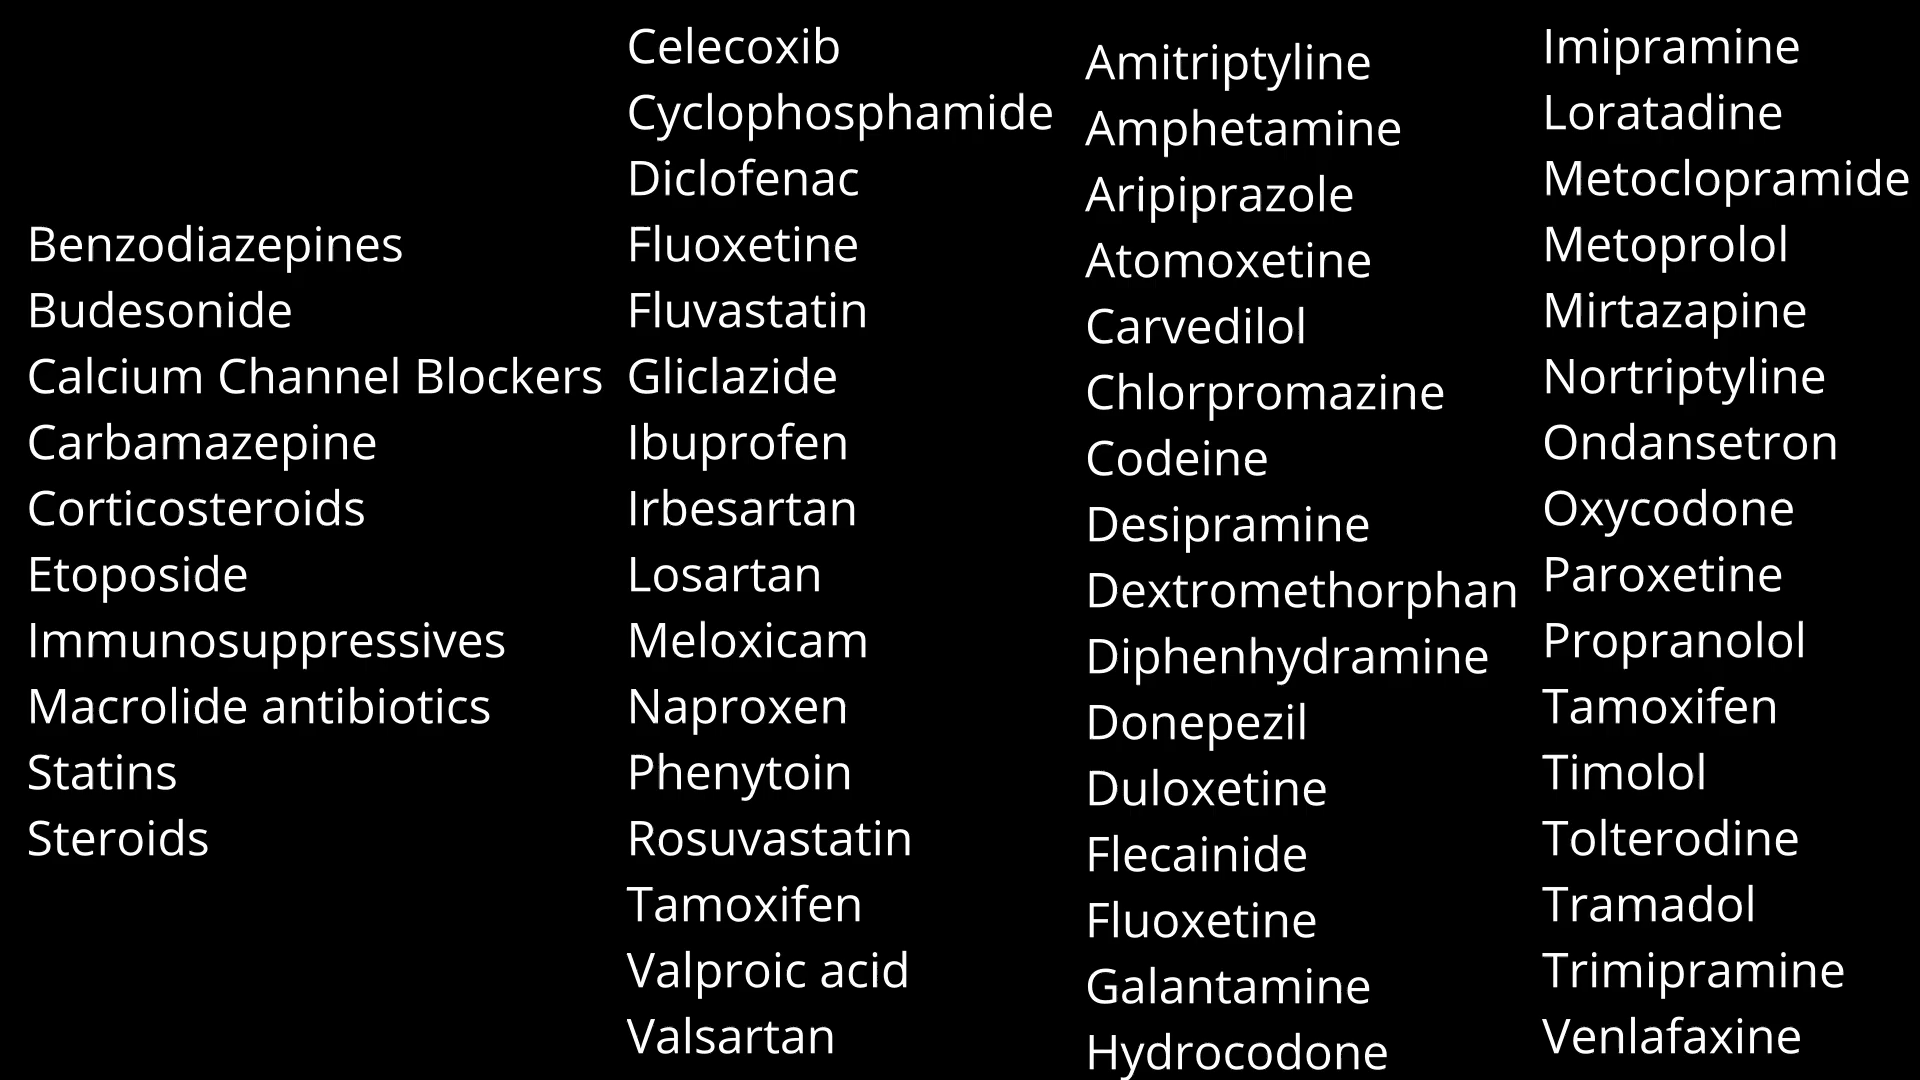 Benzodiazepines
Budesonide
Calcium Channel Blockers
Carbamazepine
Corticosteroids
Etoposide
Immunosuppressives
Macrolide antibiotics
Statins
Steroids
Celecoxib
Cyclophosphamide
Diclofenac
Fluoxetine
Fluvastatin
Gliclazide
Ibuprofen
Irbesartan
Losartan
Meloxicam
Naproxen
Phenytoin
Rosuvastatin
Tamoxifen
Valproic acid
Valsartan
Amitriptyline
Amphetamine
Aripiprazole
Atomoxetine
Carvedilol
Chlorpromazine
Codeine
Desipramine
Dextromethorphan
Diphenhydramine
Donepezil
Duloxetine
Flecainide
Fluoxetine
Galantamine
Hydrocodone
Imipramine
Loratadine
Metoclopramide
Metoprolol
Mirtazapine
Nortriptyline
Ondansetron
Oxycodone
Paroxetine
Propranolol
Tamoxifen
Timolol
Tolterodine
Tramadol
Trimipramine
Venlafaxine